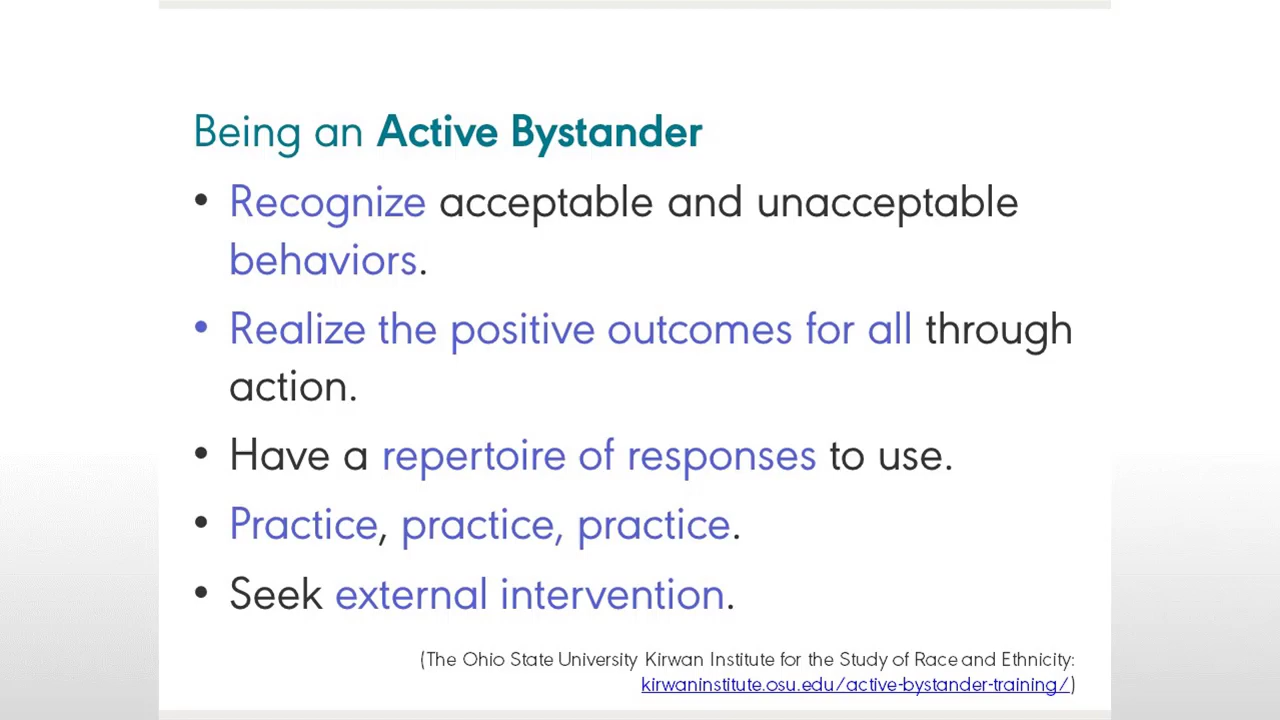 Being an Active Bystander
• Recognize acceptable and unacceptable
behaviors.
• Realize the positive outcomes for all through
action.
• Have a repertoire of responses to use.
• Practice, practice, practice.
• Seek external intervention.
(The Ohio State University Kirwan Institute for the Study of Race and Ethnicity:
kirwaninstitute.osu.edu/active-bystander-training/)